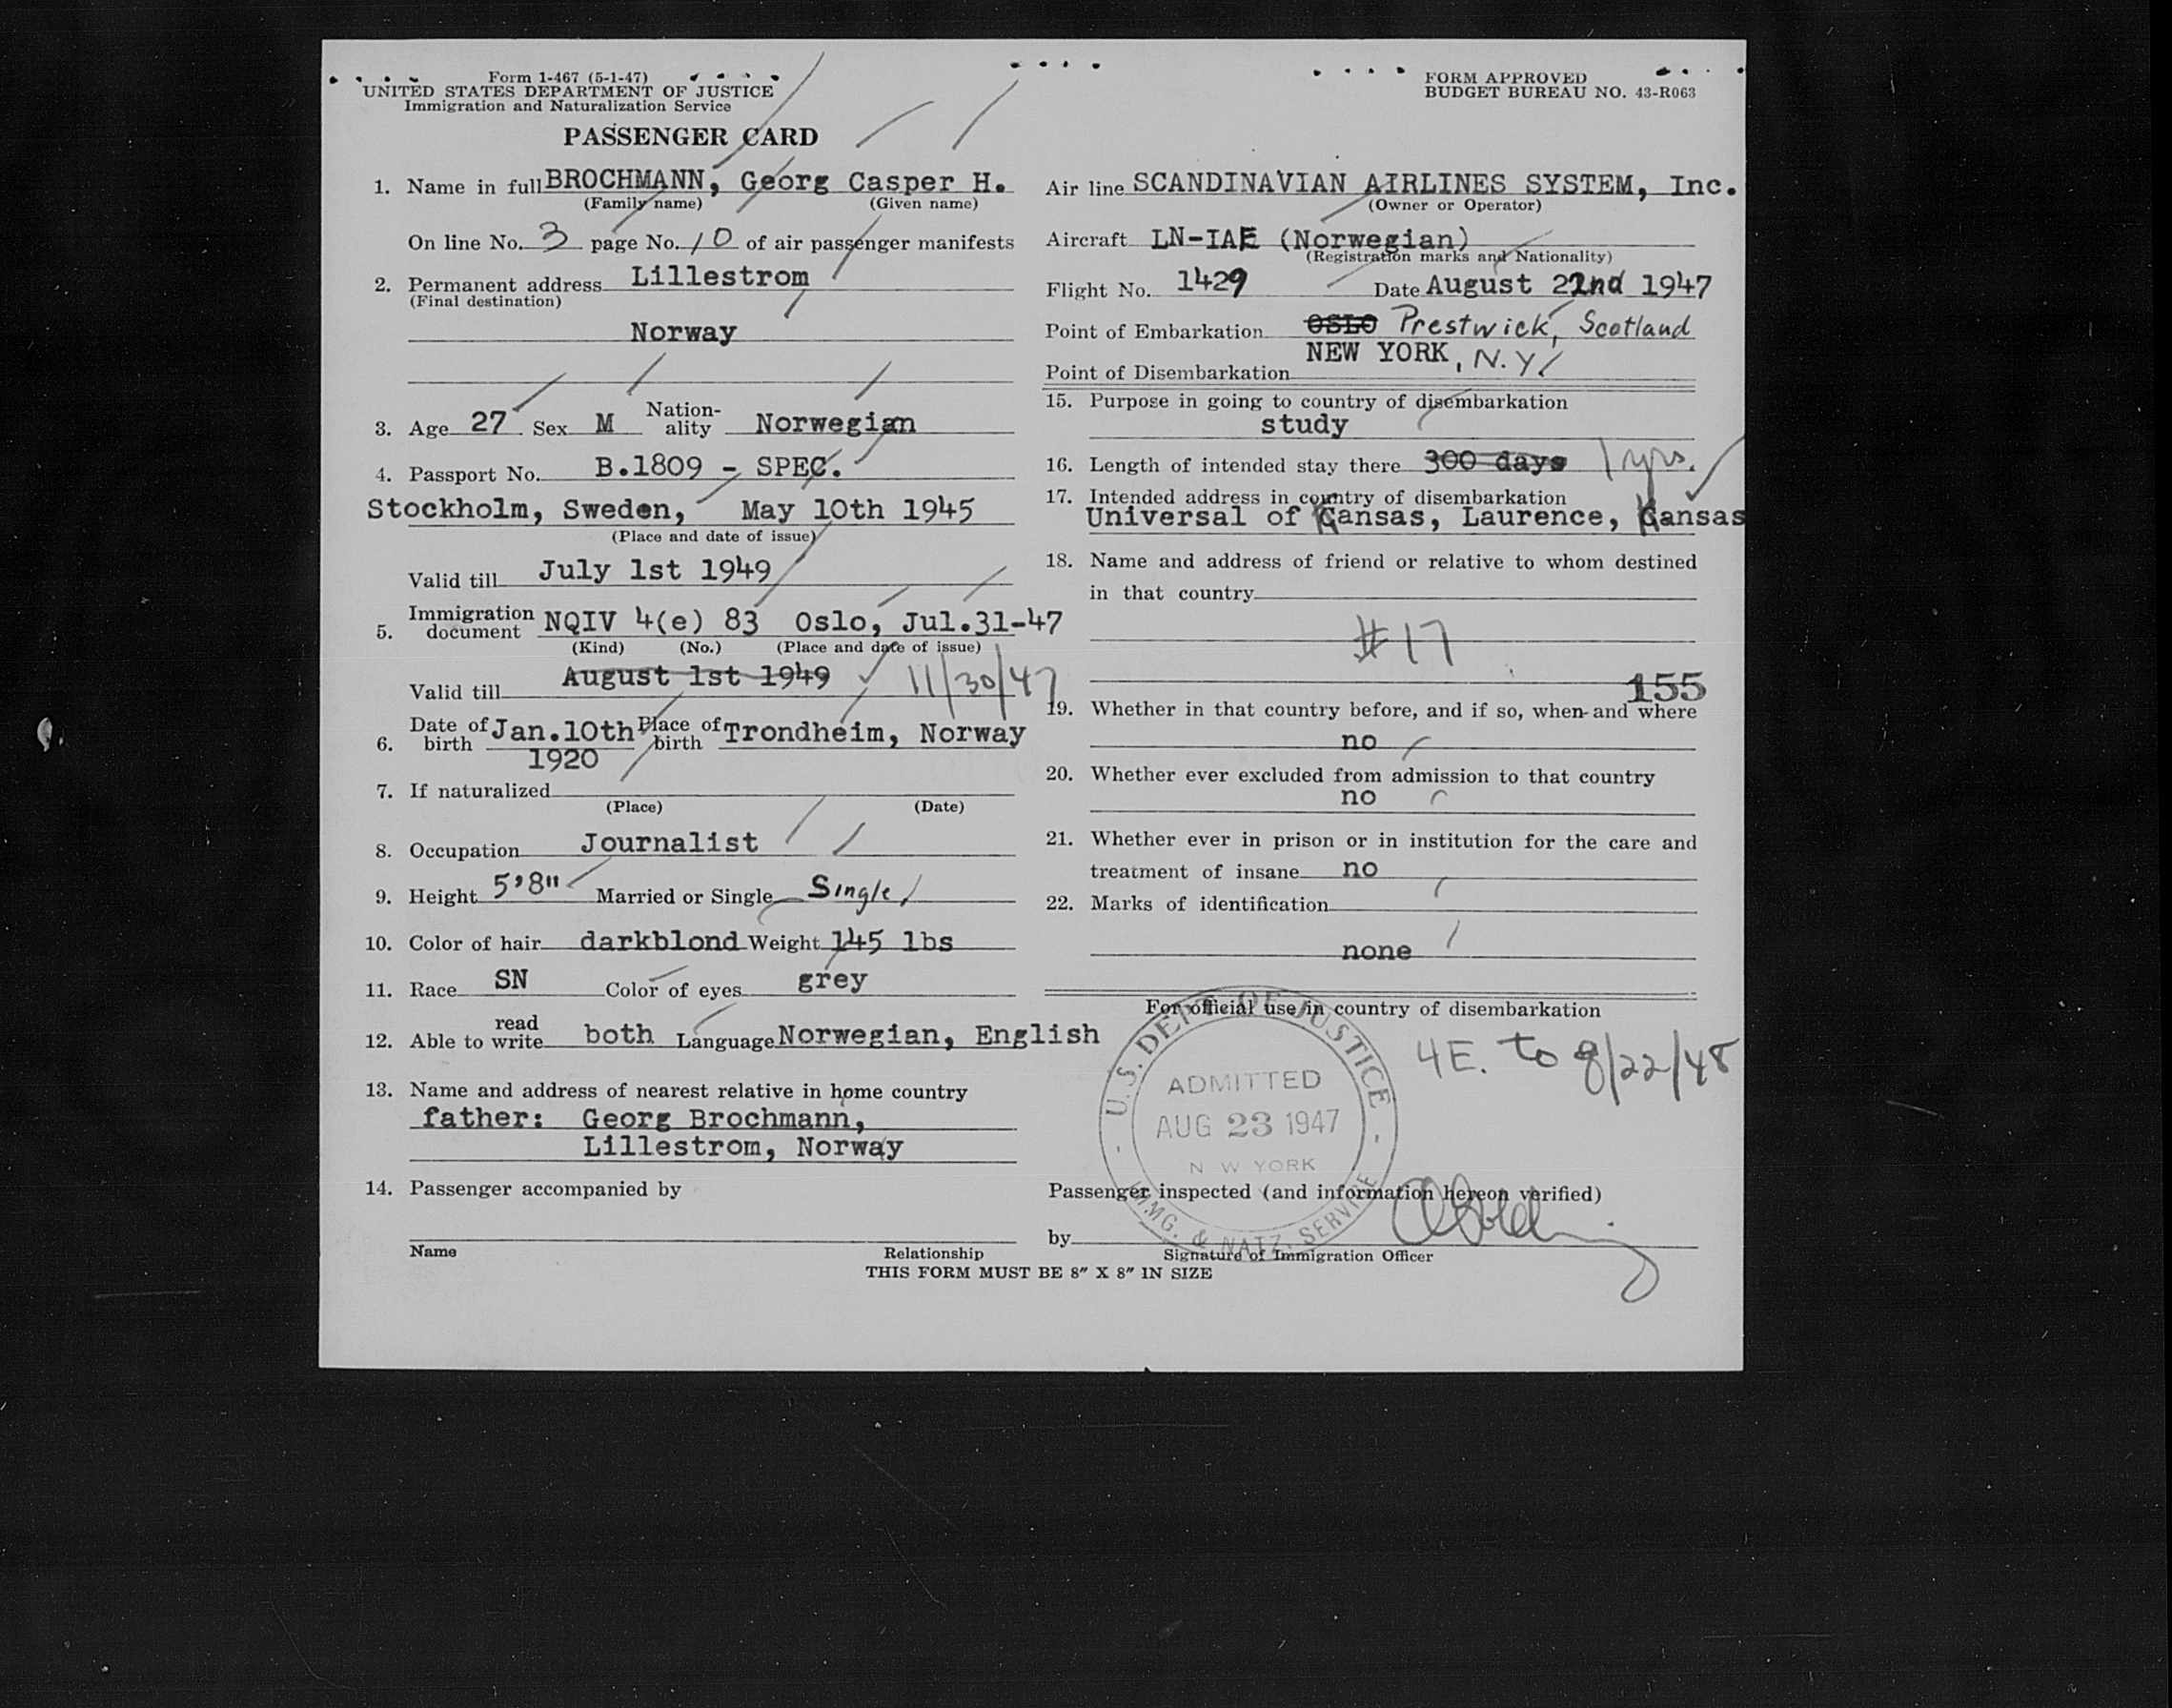 Form 1-467 (5-1-47)
UNITED STATES DEPARTMENT OF JUSTICE
Immigration and Naturalization Service
PASSENGER CARD
1. Name in full BROCHMANN, Georg Casper H.
(Family name) (Given name)
On line No. 3 page No. 10 of air passenger manifests
2. Permanent address Lillestrom
(Final destination)
Norway
3. Age 27 Sex M Nation-ality Norwegian
4. Passport No. B.1809 - SPEC.
Stockholm, Sweden, May 10th 1945
(Place and date of issue)
Valid till July 1st 1949
5. Immigration document NQIV 4(e) 83 Oslo, Jul.31-47
(Kind) (No.) (Place and date of issue)
Valid till August 1st 1949 11/30/47
6. Date of birth Jan.10th 1920 Place of birth Trondheim, Norway
7. If naturalized
(Place) (Date)
8. Occupation Journalist
9. Height 5'8" Married or Single Single
10. Color of hair darkblond Weight 145 lbs
11. Race SN Color of eyes grey
12. Able to read write both Language Norwegian, English
13. Name and address of nearest relative in home country
father: Georg Brochmann,
Lillestrom, Norway
14. Passenger accompanied by
Name Relationship
FORM APPROVED
BUDGET BUREAU NO. 43-R063
Air line SCANDINAVIAN AIRLINES SYSTEM, Inc.
(Owner or Operator)
Aircraft LN-IAE (Norwegian)
(Registration marks and Nationality)
Flight No. 1429 Date August 22nd 1947
Point of Embarkation OSLO Prestwick, Scotland
Point of Disembarkation NEW YORK, N.Y.
15. Purpose in going to country of disembarkation
study
16. Length of intended stay there 300 days 1 yrs.
17. Intended address in country of disembarkation
Universal of Kansas, Laurence, Kansas
18. Name and address of friend or relative to whom destined
in that country
#17
155
19. Whether in that country before, and if so, when and where
no
20. Whether ever excluded from admission to that country
no
21. Whether ever in prison or in institution for the care and
treatment of insane no
22. Marks of identification
none
For official use in country of disembarkation
4E. to 8/22/48
U.S. DEPT OF JUSTICE
ADMITTED
AUG 23 1947
N W YORK
IMMG. & NATZ. SERVICE
Passenger inspected (and information hereon verified)
by
Signature of Immigration Officer
THIS FORM MUST BE 8" X 8" IN SIZE